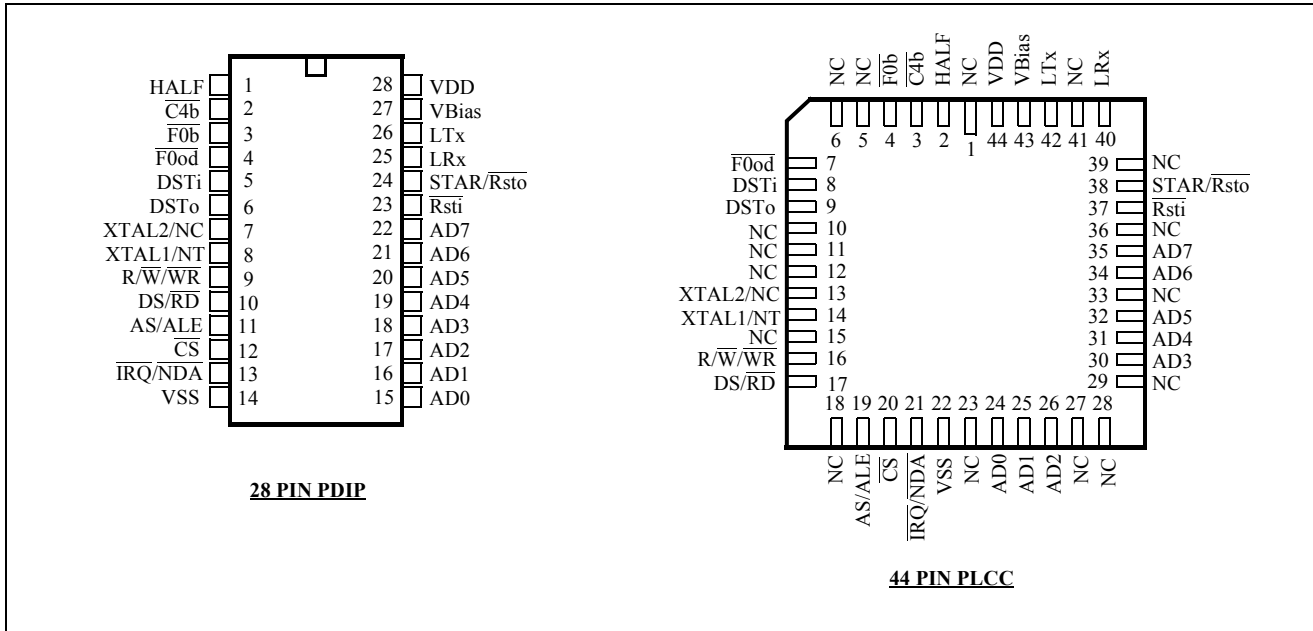 HALF 1 28 VDD
C4b 2 27 VBias
F0b 3 26 LTx
F0od 4 25 LRx
DSTi 5 24 STAR/Rsto
DSTo 6 23 Rsti
XTAL2/NC 7 22 AD7
XTAL1/NT 8 21 AD6
R/W/WR 9 20 AD5
DS/RD 10 19 AD4
AS/ALE 11 18 AD3
CS 12 17 AD2
IRQ/NDA 13 16 AD1
VSS 14 15 AD0
28 PIN PDIP
NC NC F0b C4b HALF NC VDD VBias LTx NC LRx
6 5 4 3 2 1 44 43 42 41 40
F0od 7 39 NC
DSTi 8 38 STAR/Rsto
DSTo 9 37 Rsti
NC 10 36 NC
NC 11 35 AD7
NC 12 34 AD6
XTAL2/NC 13 33 NC
XTAL1/NT 14 32 AD5
NC 15 31 AD4
R/W/WR 16 30 AD3
DS/RD 17 29 NC
18 19 20 21 22 23 24 25 26 27 28
NC AS/ALE CS IRQ/NDA VSS NC AD0 AD1 AD2 NC NC
44 PIN PLCC